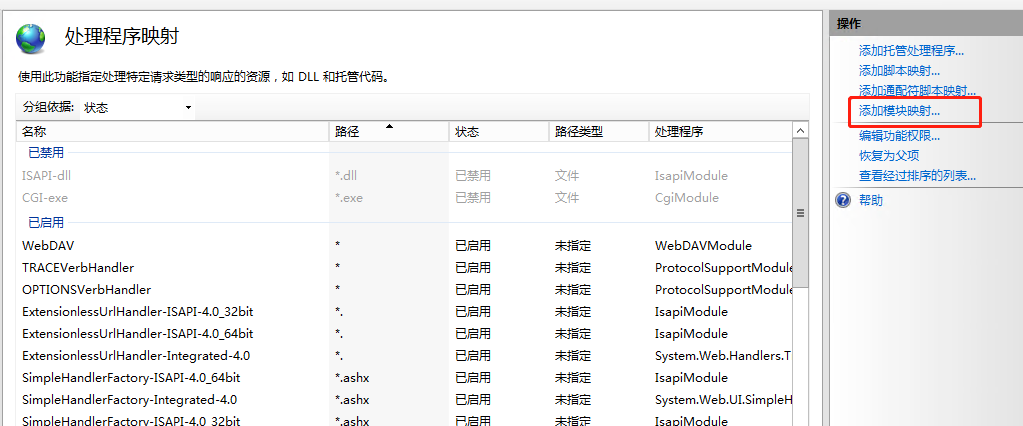 处理程序映射
使用此功能指定处理特定请求类型的响应的资源，如 DLL 和托管代码。
分组依据: 状态
名称 路径 状态 路径类型 处理程序
已禁用
ISAPI-dll *.dll 已禁用 文件 IsapiModule
CGI-exe *.exe 已禁用 文件 CgiModule
已启用
WebDAV * 已启用 未指定 WebDAVModule
TRACEVerbHandler * 已启用 未指定 ProtocolSupportModule
OPTIONSVerbHandler * 已启用 未指定 ProtocolSupportModule
ExtensionlessUrlHandler-ISAPI-4.0_32bit *. 已启用 未指定 IsapiModule
ExtensionlessUrlHandler-ISAPI-4.0_64bit *. 已启用 未指定 IsapiModule
ExtensionlessUrlHandler-Integrated-4.0 *. 已启用 未指定 System.Web.Handlers.T
SimpleHandlerFactory-ISAPI-4.0_64bit *.ashx 已启用 未指定 IsapiModule
SimpleHandlerFactory-Integrated-4.0 *.ashx 已启用 未指定 System.Web.UI.SimpleH
SimpleHandlerFactory-ISAPI-4.0_32bit *.ashx 已启用 未指定 IsapiModule
操作
添加托管处理程序...
添加脚本映射...
添加通配符脚本映射...
添加模块映射...
编辑功能权限...
恢复为父项
查看经过排序的列表...
帮助